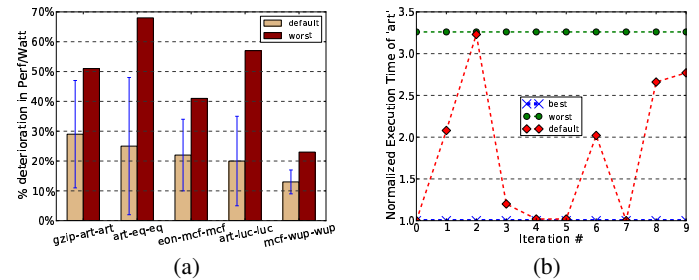 70%
60%
50%
40%
30%
20%
10%
0%
% deterioration in Perf/Watt
default
worst
gzip-art-art
art-eq-eq
eon-mcf-mcf
art-luc-luc
mcf-wup-wup
(a)
3.5
3.0
2.5
2.0
1.5
1.0
Normalized Execution Time of 'art'
best
worst
default
0 1 2 3 4 5 6 7 8 9
Iteration #
(b)